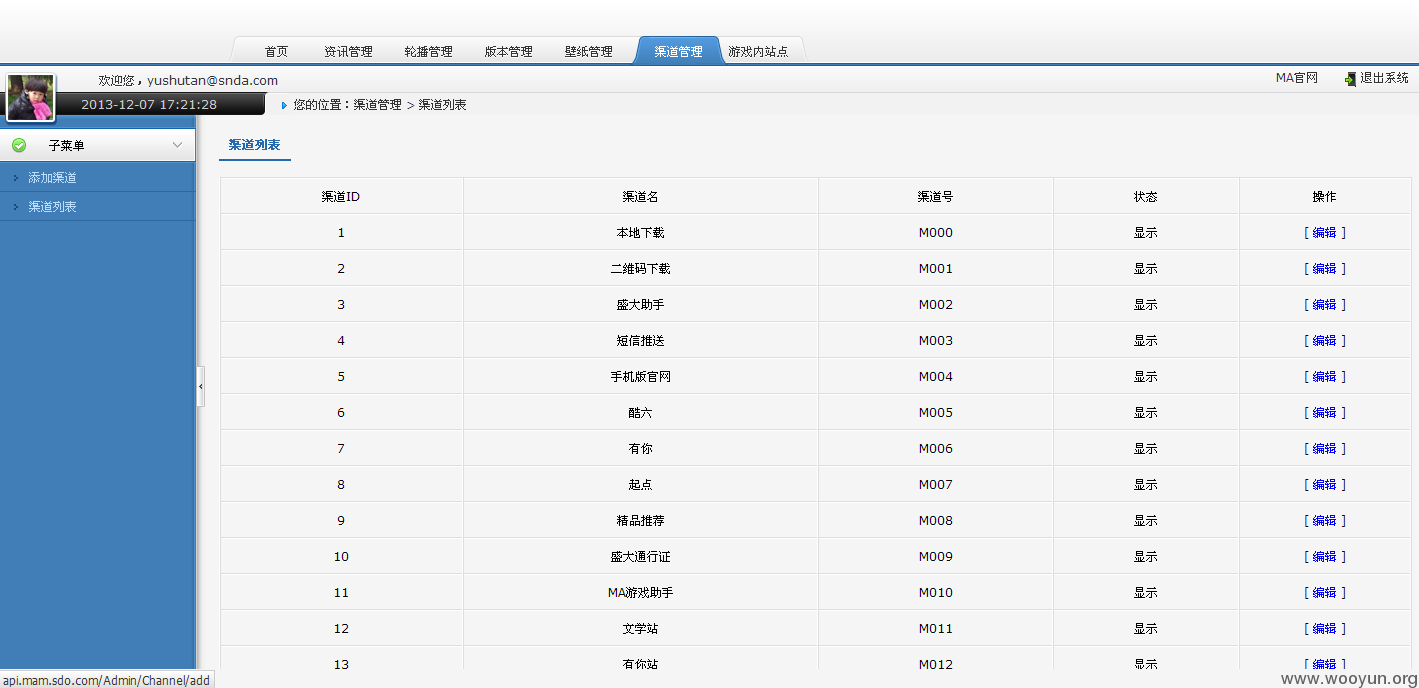 首页 资讯管理 轮播管理 版本管理 壁纸管理 渠道管理 游戏内站点
欢迎您，yushutan@snda.com MA官网 退出系统
2013-12-07 17:21:28 您的位置：渠道管理 > 渠道列表
子菜单
添加渠道
渠道列表
渠道列表
渠道ID 渠道名 渠道号 状态 操作
1 本地下载 M000 显示 [ 编辑 ]
2 二维码下载 M001 显示 [ 编辑 ]
3 盛大助手 M002 显示 [ 编辑 ]
4 短信推送 M003 显示 [ 编辑 ]
5 手机版官网 M004 显示 [ 编辑 ]
6 酷六 M005 显示 [ 编辑 ]
7 有你 M006 显示 [ 编辑 ]
8 起点 M007 显示 [ 编辑 ]
9 精品推荐 M008 显示 [ 编辑 ]
10 盛大通行证 M009 显示 [ 编辑 ]
11 MA游戏助手 M010 显示 [ 编辑 ]
12 文学站 M011 显示 [ 编辑 ]
13 有你站 M012 显示 [ 编辑 ]
api.mam.sdo.com/Admin/Channel/add
www.wooyun.org